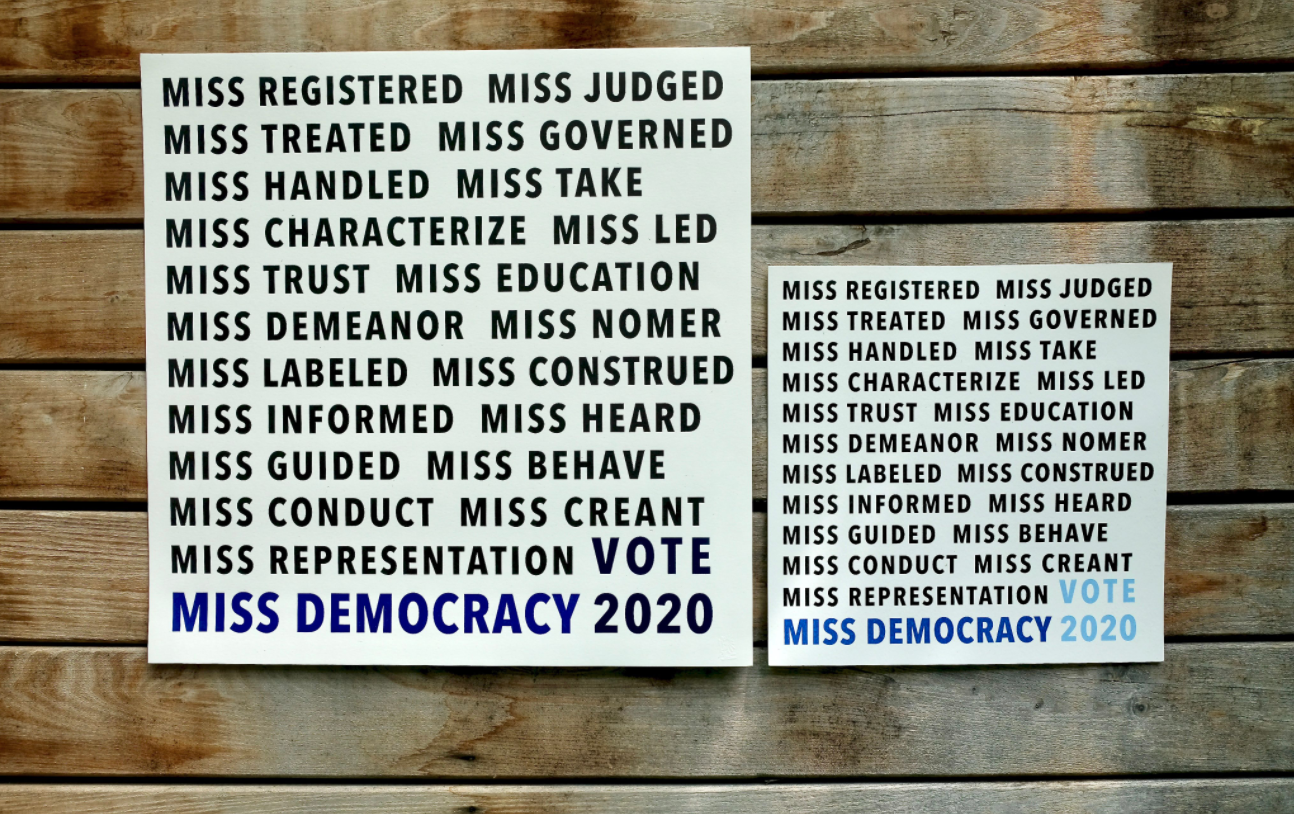 MISS REGISTERED MISS JUDGED
MISS TREATED MISS GOVERNED
MISS HANDLED MISS TAKE
MISS CHARACTERIZE MISS LED
MISS TRUST MISS EDUCATION
MISS DEMEANOR MISS NOMER
MISS LABELED MISS CONSTRUED
MISS INFORMED MISS HEARD
MISS GUIDED MISS BEHAVE
MISS CONDUCT MISS CREANT
MISS REPRESENTATION VOTE
MISS DEMOCRACY 2020
MISS REGISTERED MISS JUDGED
MISS TREATED MISS GOVERNED
MISS HANDLED MISS TAKE
MISS CHARACTERIZE MISS LED
MISS TRUST MISS EDUCATION
MISS DEMEANOR MISS NOMER
MISS LABELED MISS CONSTRUED
MISS INFORMED MISS HEARD
MISS GUIDED MISS BEHAVE
MISS CONDUCT MISS CREANT
MISS REPRESENTATION VOTE
MISS DEMOCRACY 2020